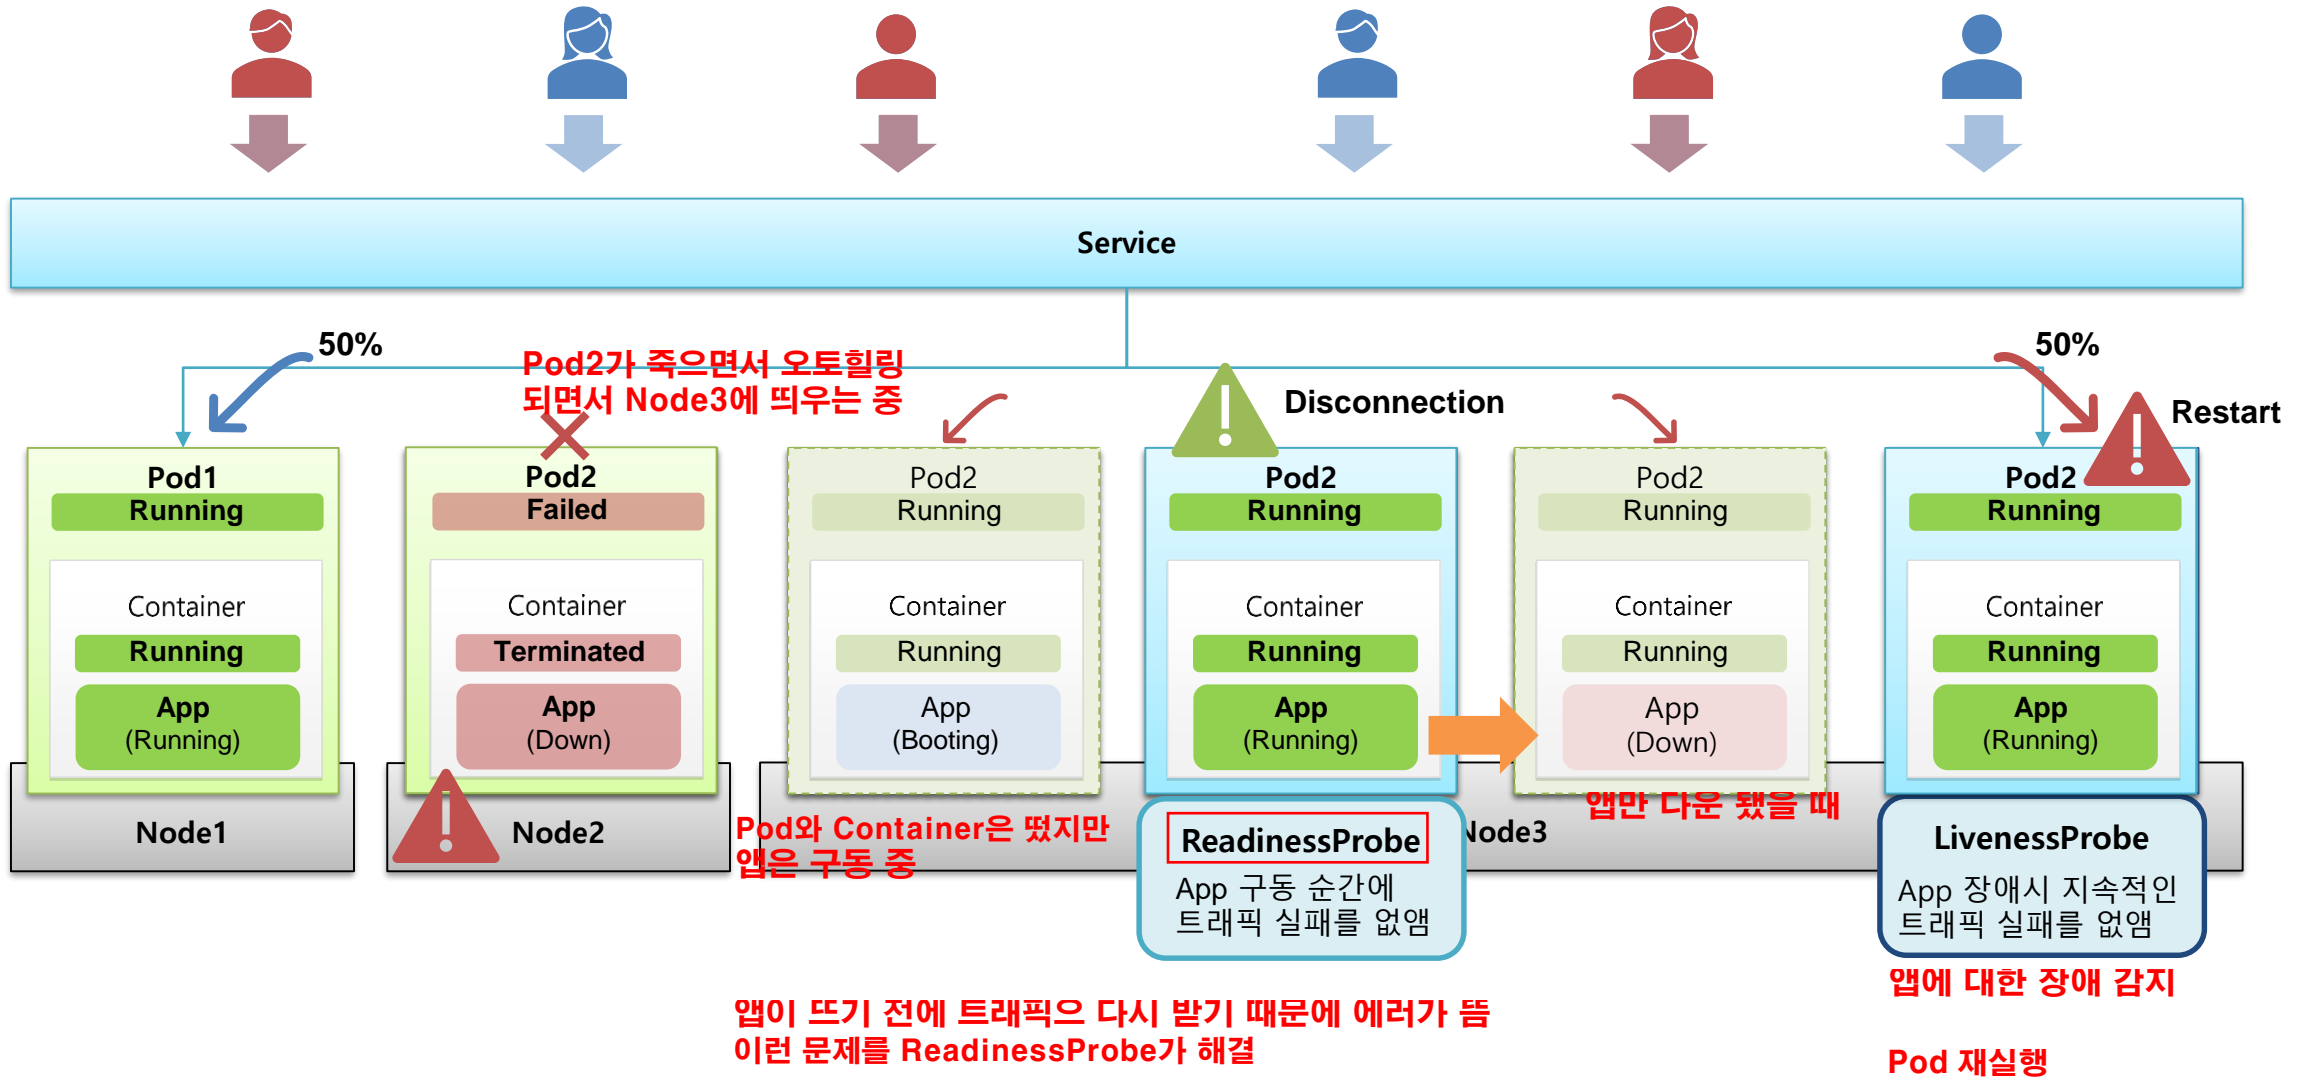 Service
50%
Pod2가 죽으면서 오토힐링
되면서 Node3에 띄우는 중
Disconnection
50%
Restart
Pod1
Running
Container
Running
App
(Running)
Node1
Pod2
Failed
Container
Terminated
App
(Down)
Node2
Pod2
Running
Container
Running
App
(Booting)
Pod와 Container은 떴지만
앱은 구동 중
Pod2
Running
Container
Running
App
(Running)
ReadinessProbe
App 구동 순간에
트래픽 실패를 없앰
Node3
Pod2
Running
Container
Running
App
(Down)
앱만 다운 됐을 때
Pod2
Running
Container
Running
App
(Running)
LivenessProbe
App 장애시 지속적인
트래픽 실패를 없앰
앱에 대한 장애 감지
Pod 재실행
앱이 뜨기 전에 트래픽으 다시 받기 때문에 에러가 뜸
이런 문제를 ReadinessProbe가 해결